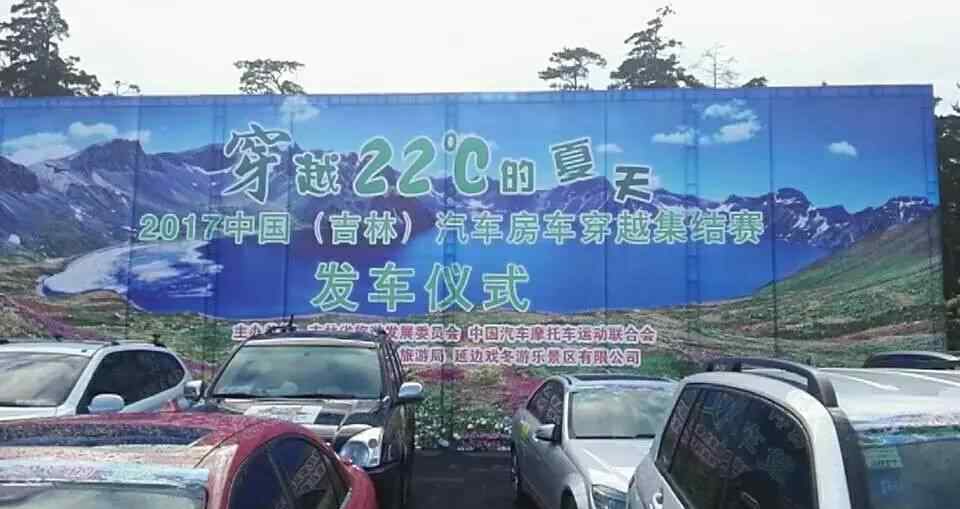 穿越22℃的夏天
2017中国（吉林）汽车房车穿越集结赛
发车仪式
主办 发展委员会 中国汽车摩托车运动联合会
旅游局 延边戏冬游乐景区有限公司